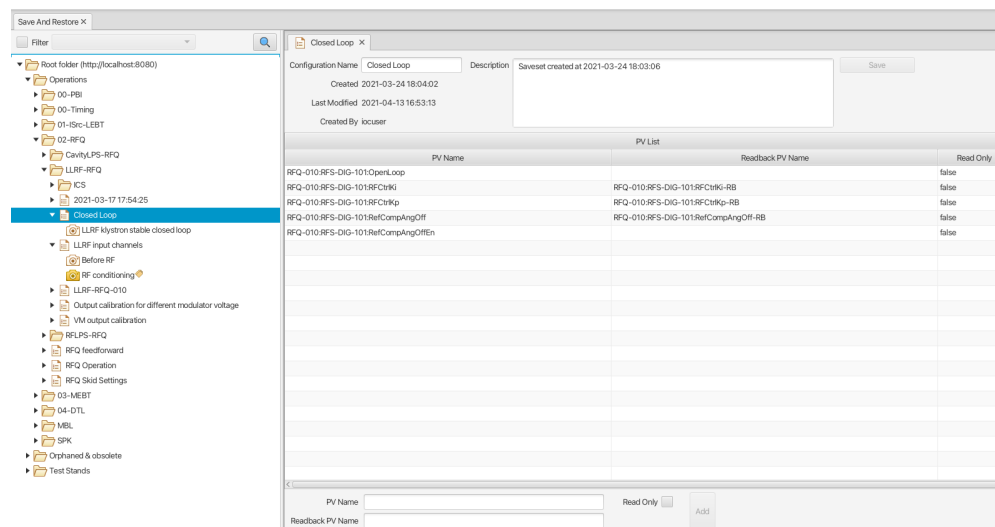 Save And Restore
Filter
Root folder (http://localhost:8080)
Operations
00-PBI
00-Timing
01-ISrc-LEBT
02-RFQ
CavityLPS-RFQ
LLRF-RFQ
ICS
2021-03-17 17:54:25
Closed Loop
LLRF klystron stable closed loop
LLRF input channels
Before RF
RF conditioning
LLRF-RFQ-010
Output calibration for different modulator voltage
VM output calibration
RFLPS-RFQ
RFQ feedforward
RFQ Operation
RFQ Skid Settings
03-MEBT
04-DTL
MBL
SPK
Orphaned & obsolete
Test Stands
Closed Loop
Configuration Name Closed Loop Description Saveset created at 2021-03-24 18:03:06 Save
Created 2021-03-24 18:04:02
Last Modified 2021-04-13 16:53:13
Created By iocuser
PV List
PV Name Readback PV Name Read Only
RFQ-010:RFS-DIG-101:OpenLoop false
RFQ-010:RFS-DIG-101:RFCtrlKi RFQ-010:RFS-DIG-101:RFCtrlKi-RB false
RFQ-010:RFS-DIG-101:RFCtrlKp RFQ-010:RFS-DIG-101:RFCtrlKp-RB false
RFQ-010:RFS-DIG-101:RefCompAngOff RFQ-010:RFS-DIG-101:RefCompAngOff-RB false
RFQ-010:RFS-DIG-101:RefCompAngOffEn false
PV Name Read Only Add
Readback PV Name